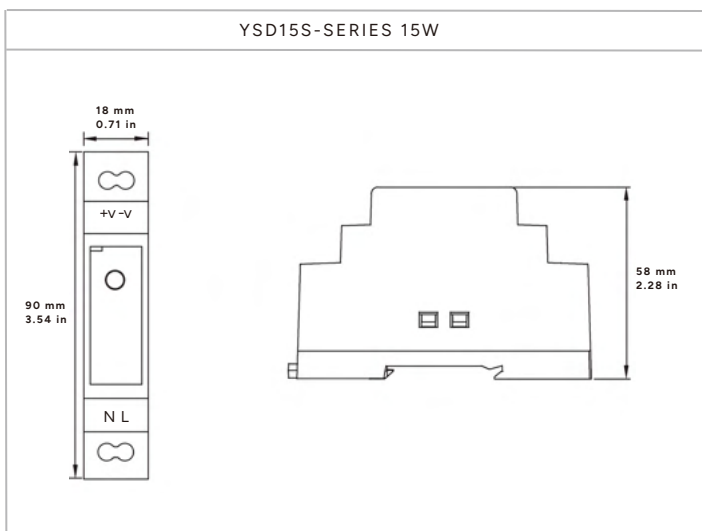 YSD15S-SERIES 15W
18 mm
0.71 in
+V -V
90 mm
3.54 in
58 mm
2.28 in
N L